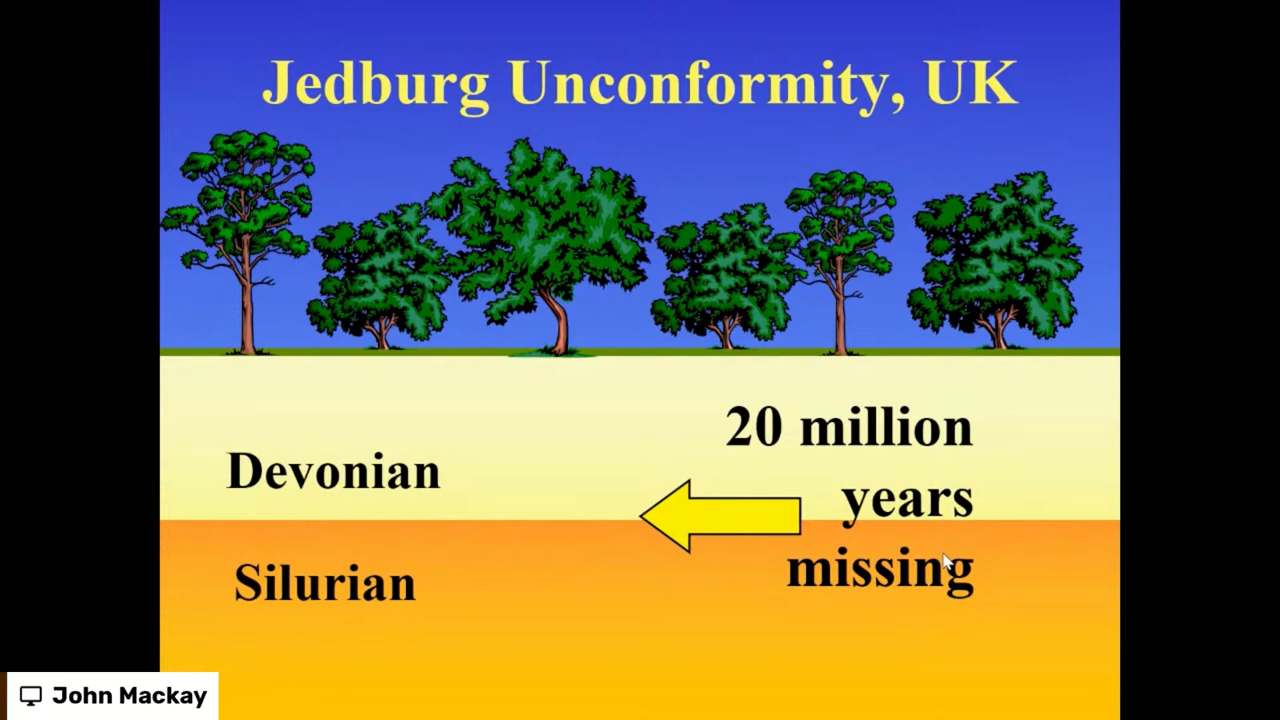 Jedburg Unconformity, UK
20 million
years
missing
Devonian
Silurian
John Mackay